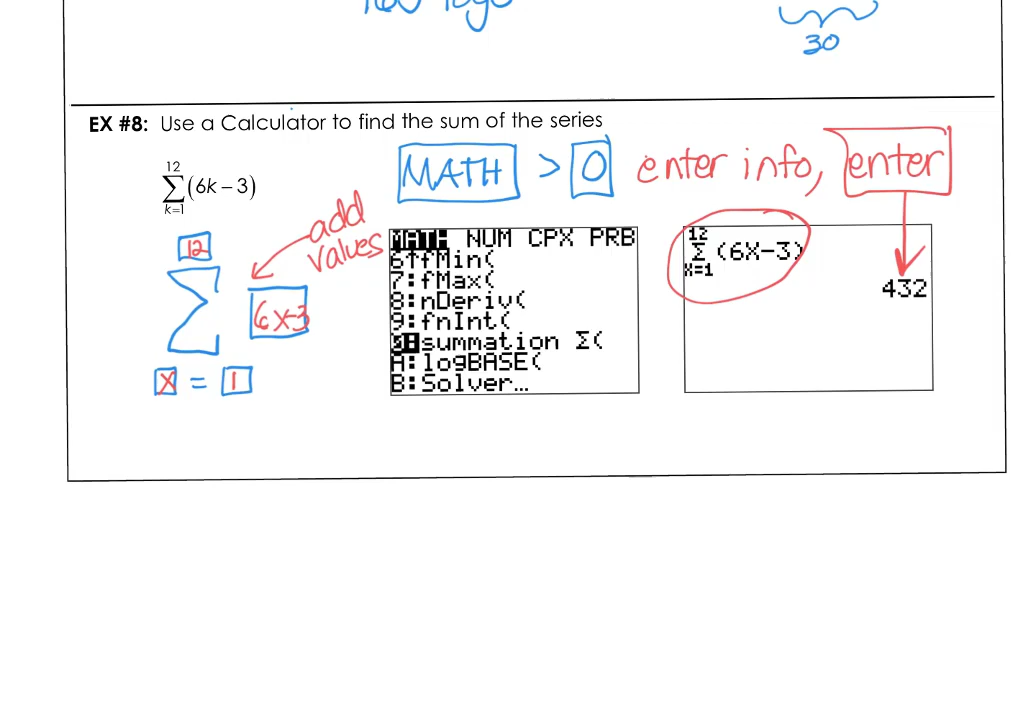 30
EX #8: Use a Calculator to find the sum of the series
12
∑(6k – 3)
k=1
MATH > 0 enter info, enter
add
values
12
∑ 6x-3
x = 1
MATH NUM CPX PRB
6↑fMin(
7:fMax(
8:nDeriv(
9:fnInt(
0:summation Σ(
A:logBASE(
B:Solver…
12
Σ (6X-3)
X=1
432